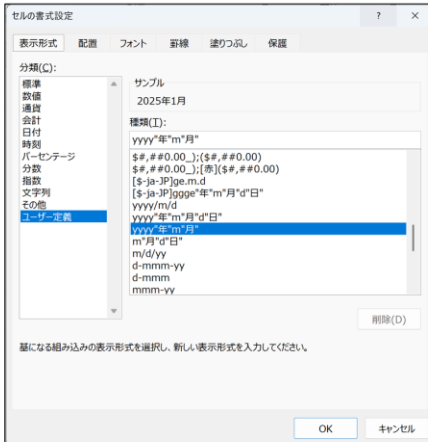 セルの書式設定
? ×
表示形式 配置 フォント 罫線 塗りつぶし 保護
分類(C):
標準
数値
通貨
会計
日付
時刻
パーセンテージ
分数
指数
文字列
その他
ユーザー定義
サンプル
2025年1月
種類(T):
yyyy"年"m"月"
$#,##0.00_);($#,##0.00)
$#,##0.00_);[赤]($#,##0.00)
[$-ja-JP]ge.m.d
[$-ja-JP]ggge"年"m"月"d"日"
yyyy/m/d
yyyy"年"m"月"d"日"
yyyy"年"m"月"
m"月"d"日"
m/d/yy
d-mmm-yy
d-mmm
mmm-yy
削除(D)
基になる組み込みの表示形式を選択し、新しい表示形式を入力してください。
OK キャンセル